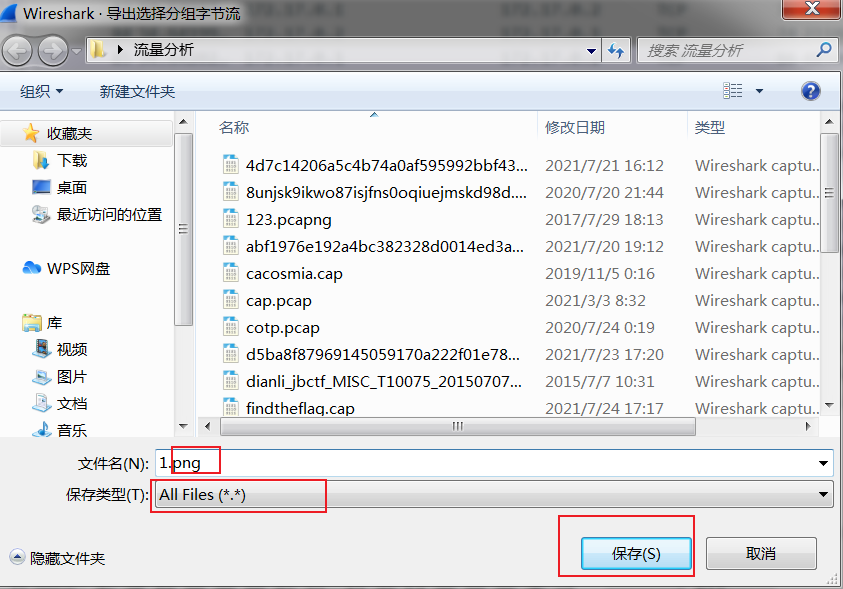 Wireshark · 导出选择分组字节流
流量分析
搜索 流量分析
组织
新建文件夹
收藏夹
下载
桌面
最近访问的位置
WPS网盘
库
视频
图片
文档
音乐
名称 修改日期 类型
4d7c14206a5c4b74a0af595992bbf43... 2021/7/21 16:12 Wireshark captu...
8unjsk9ikwo87isjfns0oqiuejmskd98d.... 2020/7/20 21:44 Wireshark captu...
123.pcapng 2017/7/29 18:13 Wireshark captu...
abf1976e192a4bc382328d0014ed3a... 2021/7/20 19:12 Wireshark captu...
cacosmia.cap 2019/11/5 0:16 Wireshark captu...
cap.pcap 2021/3/3 8:32 Wireshark captu...
cotp.pcap 2020/7/24 0:19 Wireshark captu...
d5ba8f87969145059170a222f01e78... 2021/7/23 17:20 Wireshark captu...
dianli_jbctf_MISC_T10075_20150707... 2015/7/7 10:31 Wireshark captu...
findtheflag.cap 2021/7/24 17:17 Wireshark captu...
文件名(N): 1.png
保存类型(T): All Files (*.*)
隐藏文件夹
保存(S)
取消